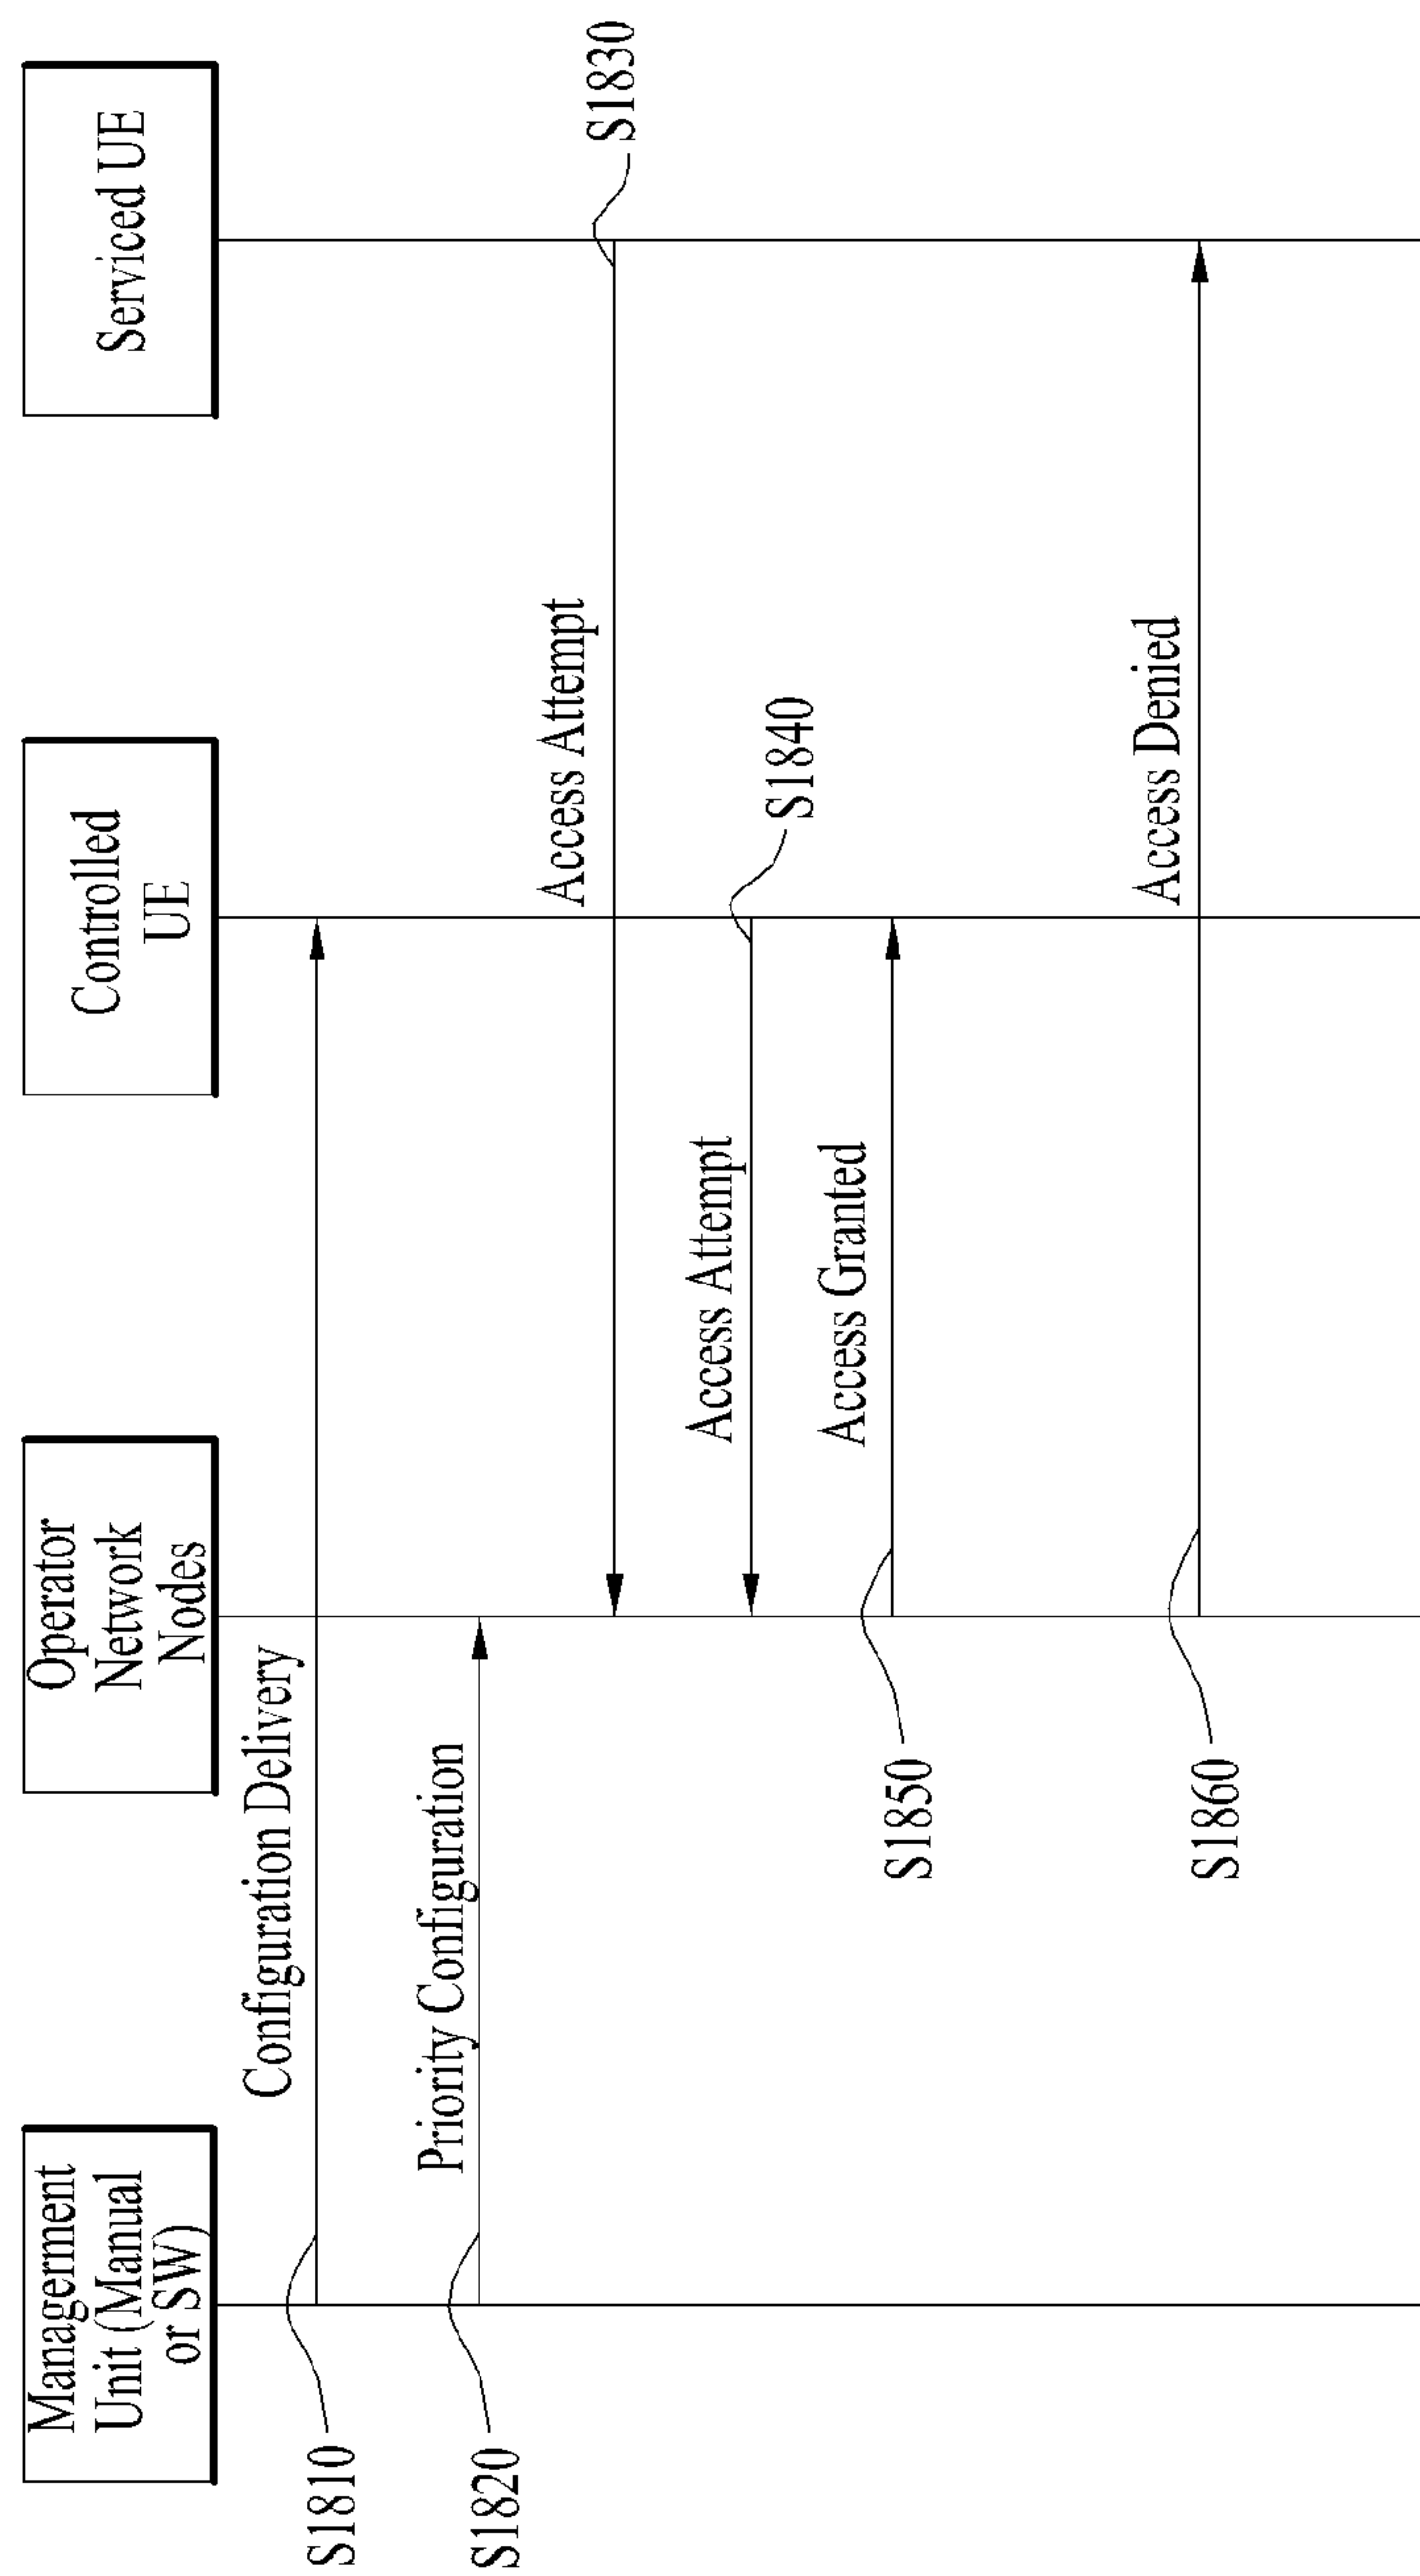 Managerment
Unit (Manual
or SW)
Operator
Network
Nodes
Controlled
UE
Serviced UE
Configuration Delivery
S1810
Priority Configuration
S1820
Access Attempt
S1830
Access Attempt
S1840
Access Granted
S1850
Access Denied
S1860